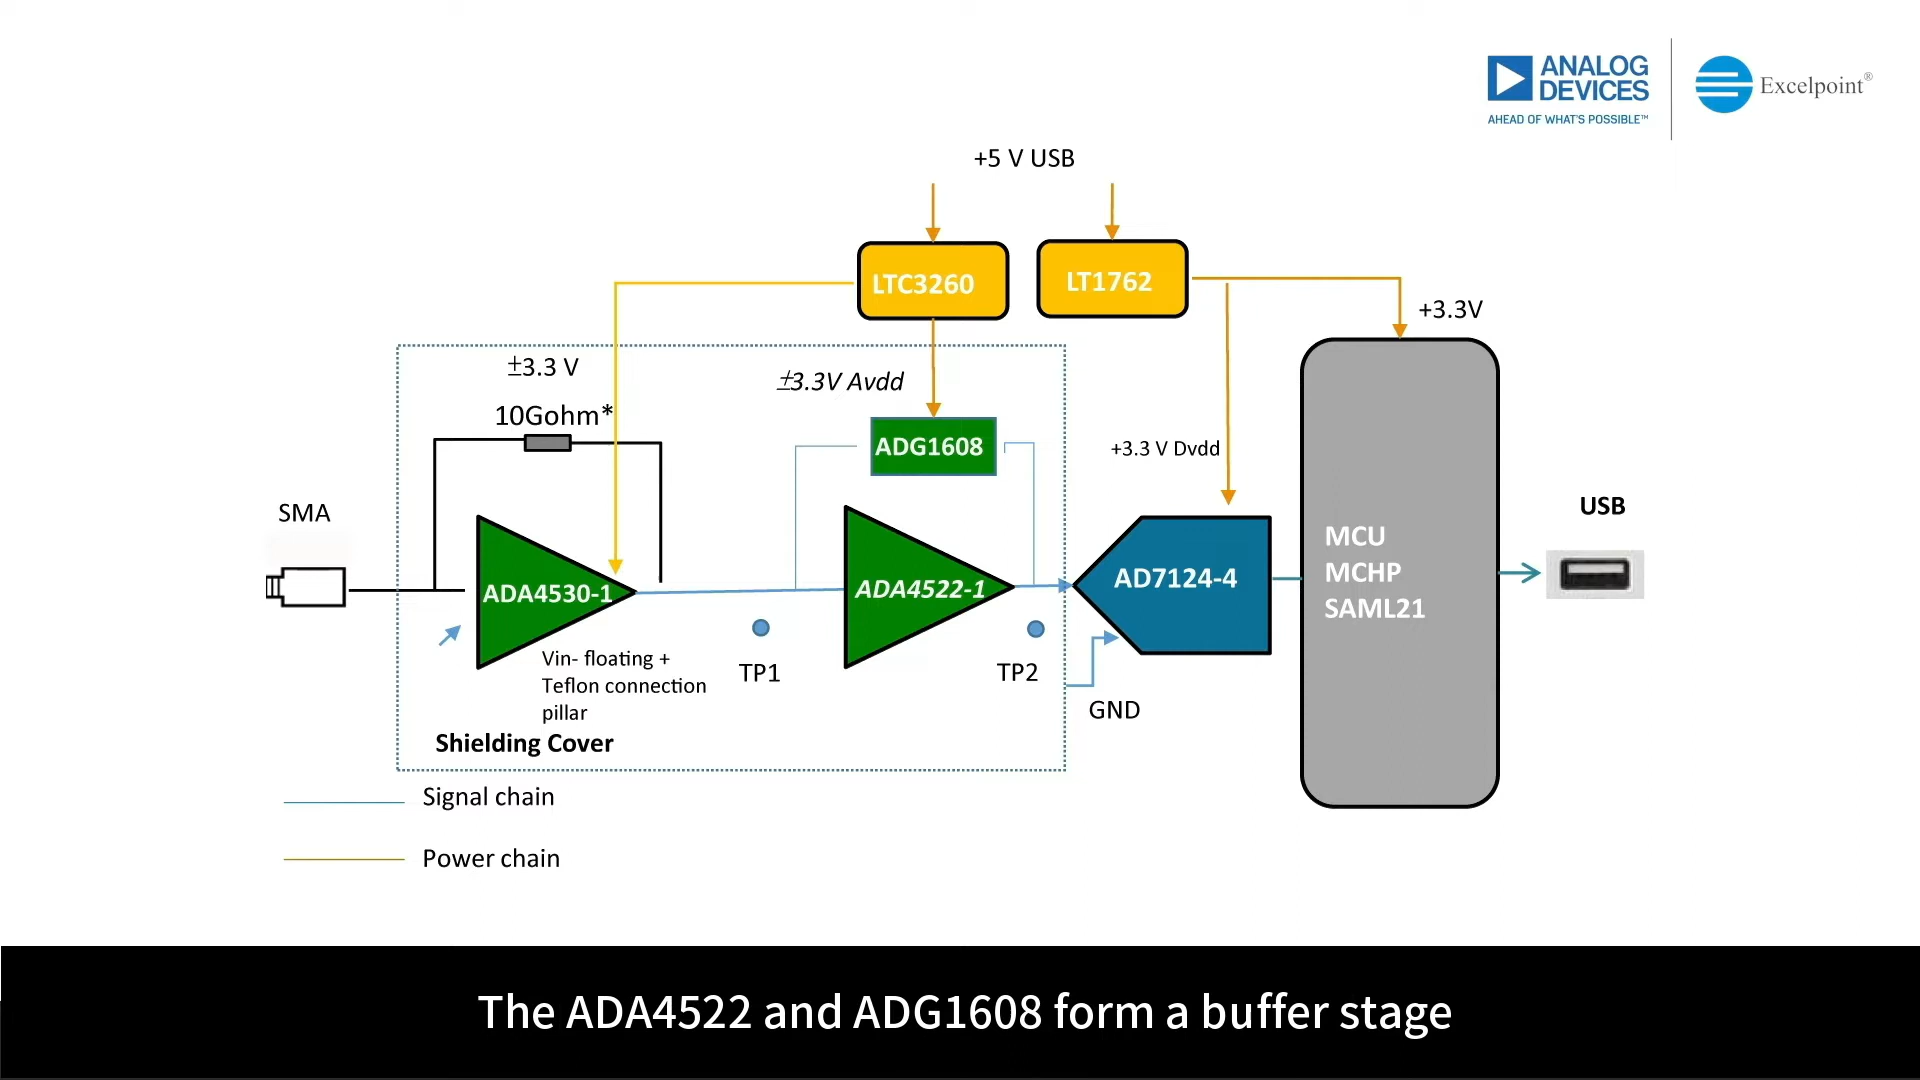 ANALOG
DEVICES
AHEAD OF WHAT'S POSSIBLE™
Excelpoint®
+5 V USB
LTC3260
LT1762
+3.3V
±3.3 V
±3.3V Avdd
10Gohm*
ADG1608
+3.3 V Dvdd
SMA
USB
MCU
MCHP
SAML21
ADA4530-1
ADA4522-1
AD7124-4
Vin- floating +
Teflon connection
pillar
TP1
TP2
GND
Shielding Cover
Signal chain
Power chain
The ADA4522 and ADG1608 form a buffer stage